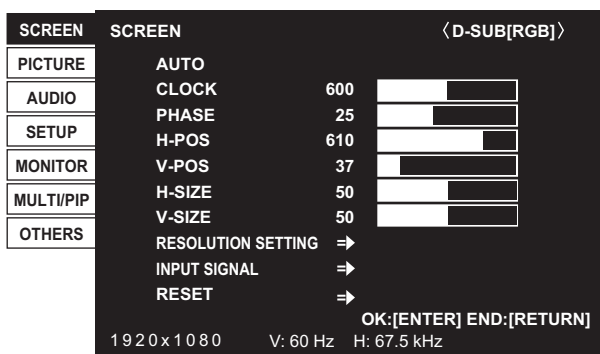 SCREEN
PICTURE
AUDIO
SETUP
MONITOR
MULTI/PIP
OTHERS
SCREEN 〈D-SUB[RGB]〉
AUTO
CLOCK 600
PHASE 25
H-POS 610
V-POS 37
H-SIZE 50
V-SIZE 50
RESOLUTION SETTING ⇒
INPUT SIGNAL ⇒
RESET ⇒
OK:[ENTER] END:[RETURN]
1920x1080 V: 60 Hz H: 67.5 kHz